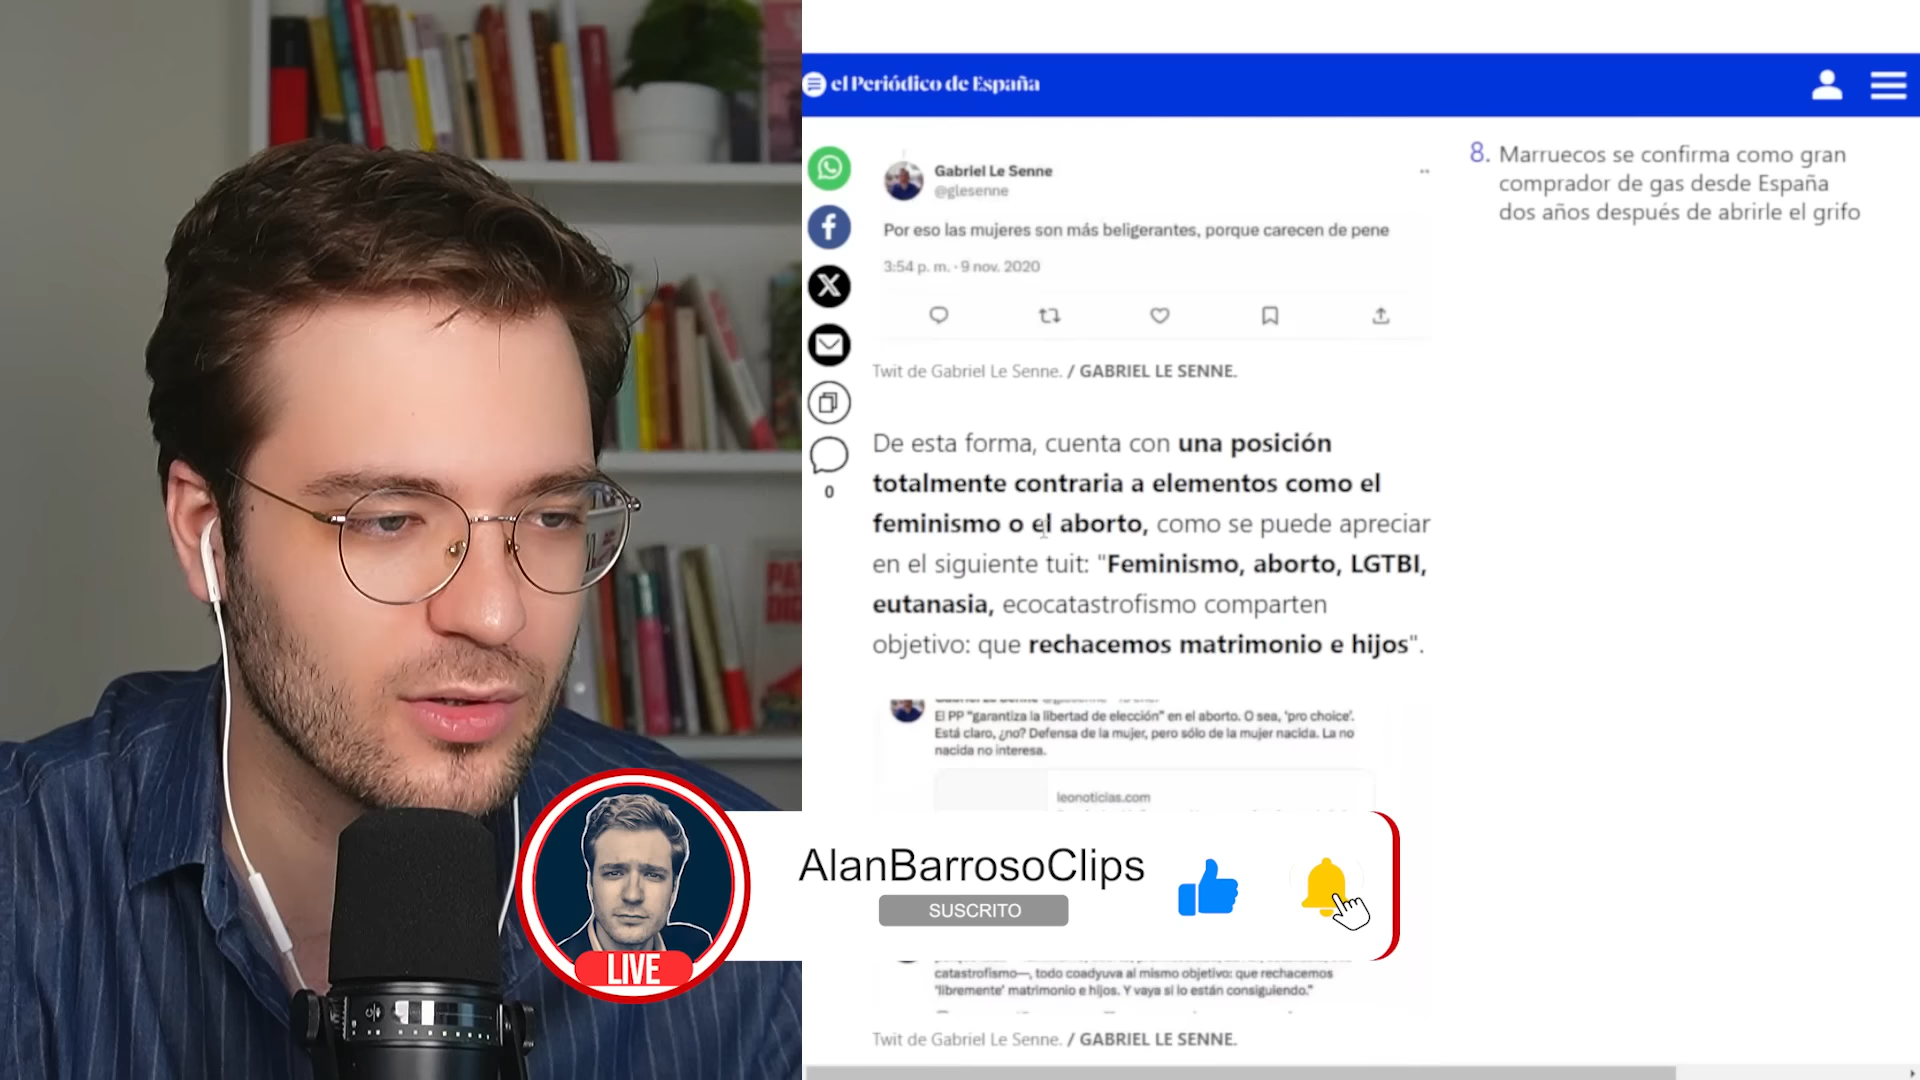 el Periódico de España
Gabriel Le Senne
@glesenne
Por eso las mujeres son más beligerantes, porque carecen de pene
3:54 p. m. · 9 nov. 2020
Twit de Gabriel Le Senne. / GABRIEL LE SENNE.
De esta forma, cuenta con una posición
totalmente contraria a elementos como el
feminismo o el aborto, como se puede apreciar
en el siguiente tuit: "Feminismo, aborto, LGTBI,
eutanasia, ecocatastrofismo comparten
objetivo: que rechacemos matrimonio e hijos".
0
El PP "garantiza la libertad de elección" en el aborto. O sea, 'pro choice'.
Está claro, ¿no? Defensa de la mujer, pero sólo de la mujer nacida. La no
nacida no interesa.
leonoticias.com
catastrofismo—, todo coadyuva al mismo objetivo: que rechacemos
'libremente' matrimonio e hijos. Y vaya si lo están consiguiendo."
Twit de Gabriel Le Senne. / GABRIEL LE SENNE.
8. Marruecos se confirma como gran
comprador de gas desde España
dos años después de abrirle el grifo
AlanBarrosoClips
SUSCRITO
LIVE